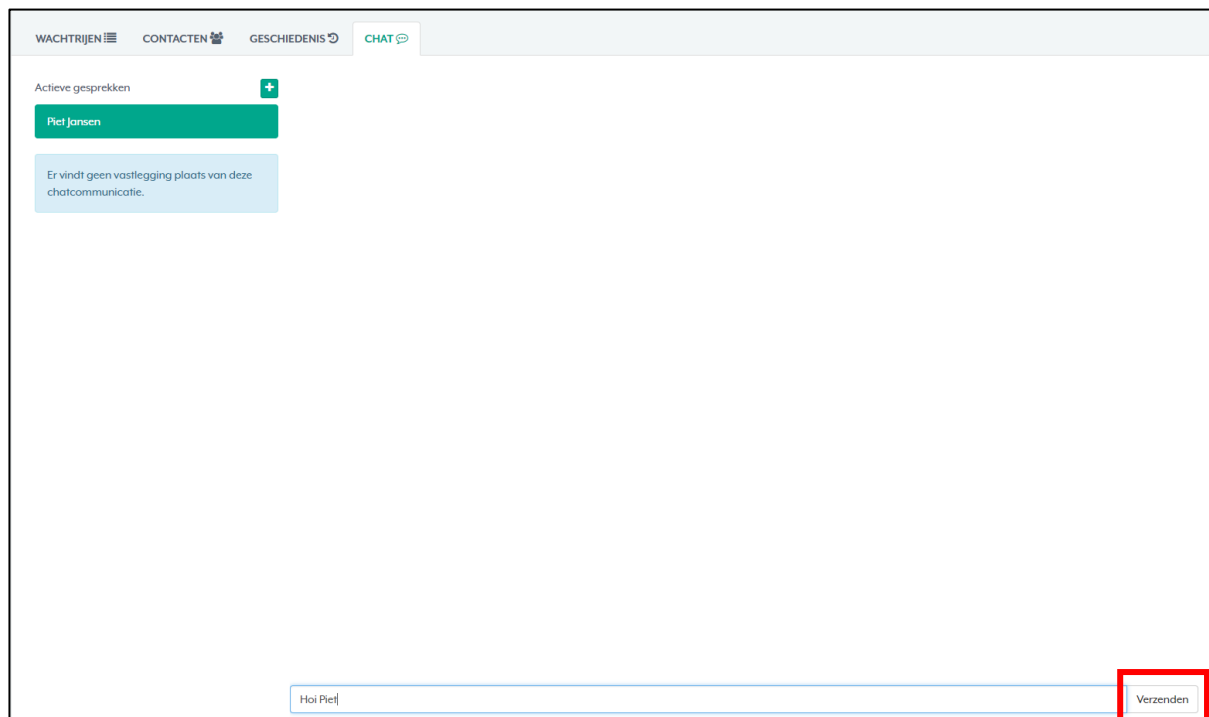 WACHTRIJEN CONTACTEN GESCHIEDENIS CHAT
Actieve gesprekken
Piet Jansen
Er vindt geen vastlegging plaats van deze
chatcommunicatie.
Hoi Piet Verzenden